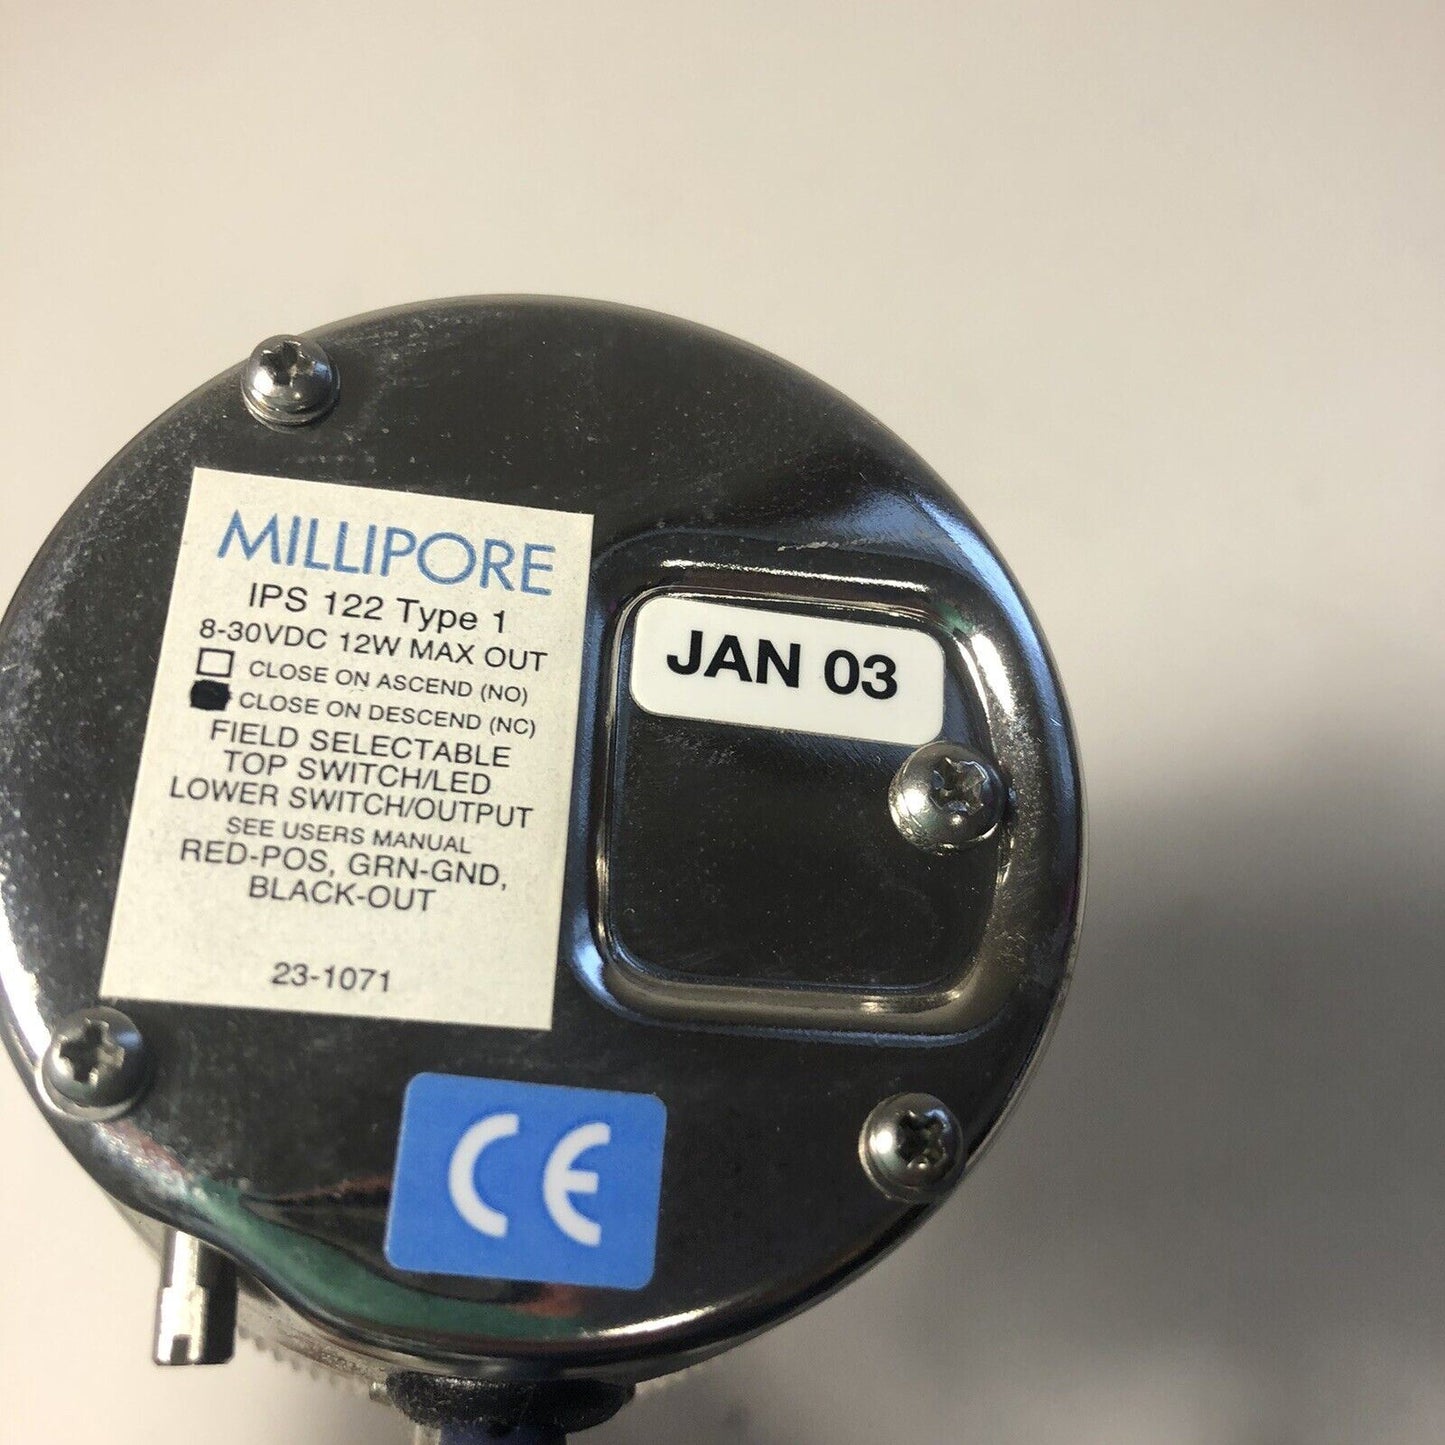 MILLIPORE
IPS 122 Type 1
8-30VDC 12W MAX OUT
CLOSE ON ASCEND (NO)
CLOSE ON DESCEND (NC)
FIELD SELECTABLE
TOP SWITCH/LED
LOWER SWITCH/OUTPUT
SEE USERS MANUAL
RED-POS, GRN-GND,
BLACK-OUT
23-1071
JAN 03
CE